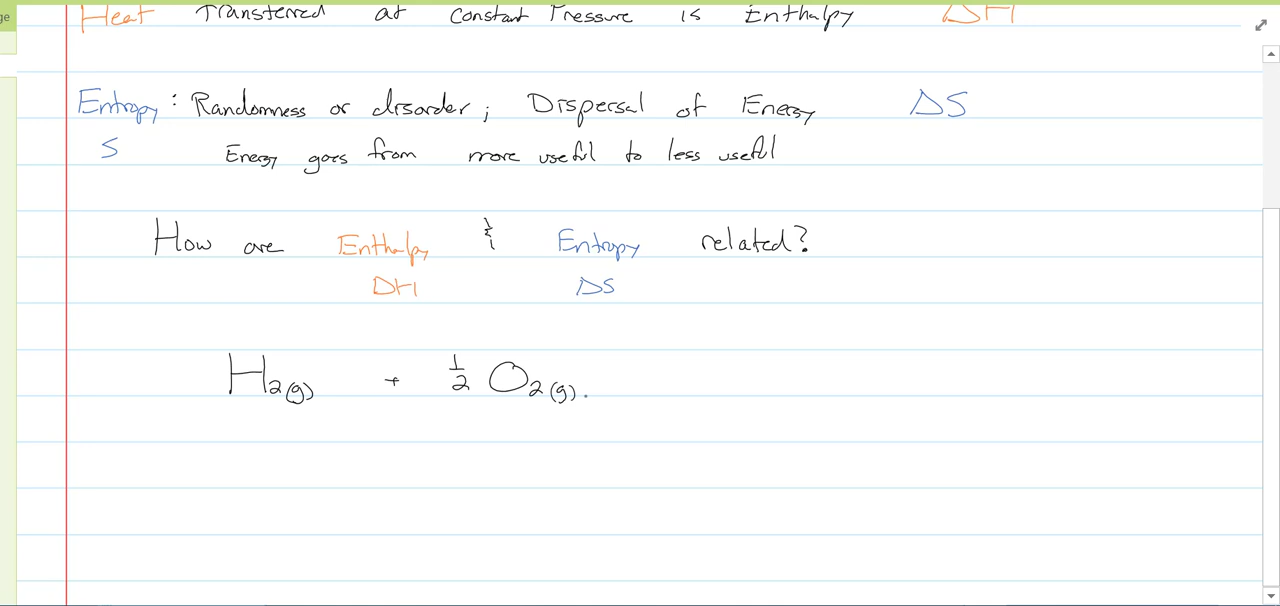 ge
Heat Transferred at Constant Pressure is Enthalpy ΔH
Entropy : Randomness or disorder ; Dispersal of Energy ΔS
S Energy goes from more useful to less useful
How are Enthalpy & Entropy related?
ΔH ΔS
H2(g) + 1/2 O2(g)